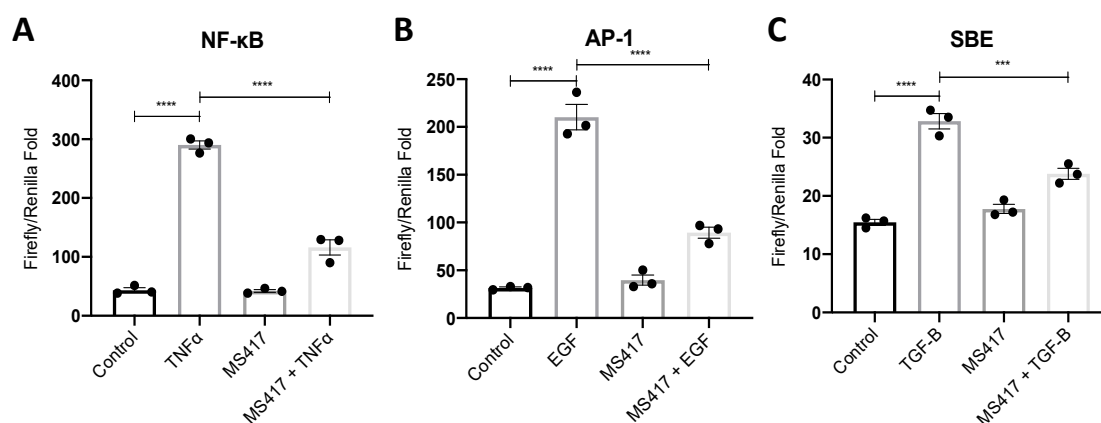 A
NF-κB
Firefly/Renilla Fold
400
300
200
100
0
****
****
Control
TNFα
MS417
MS417 + TNFα
B
AP-1
Firefly/Renilla Fold
250
200
150
100
50
0
****
****
Control
EGF
MS417
MS417 + EGF
C
SBE
Firefly/Renilla Fold
40
30
20
10
0
****
***
Control
TGF-B
MS417
MS417 + TGF-B